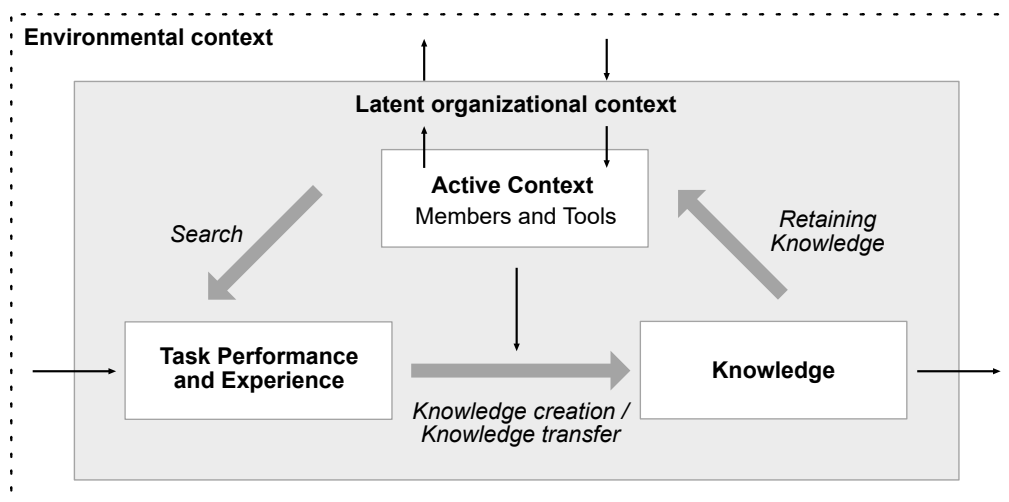 Environmental context
Latent organizational context
Active Context
Members and Tools
Search
Retaining
Knowledge
Task Performance
and Experience
Knowledge
Knowledge creation /
Knowledge transfer